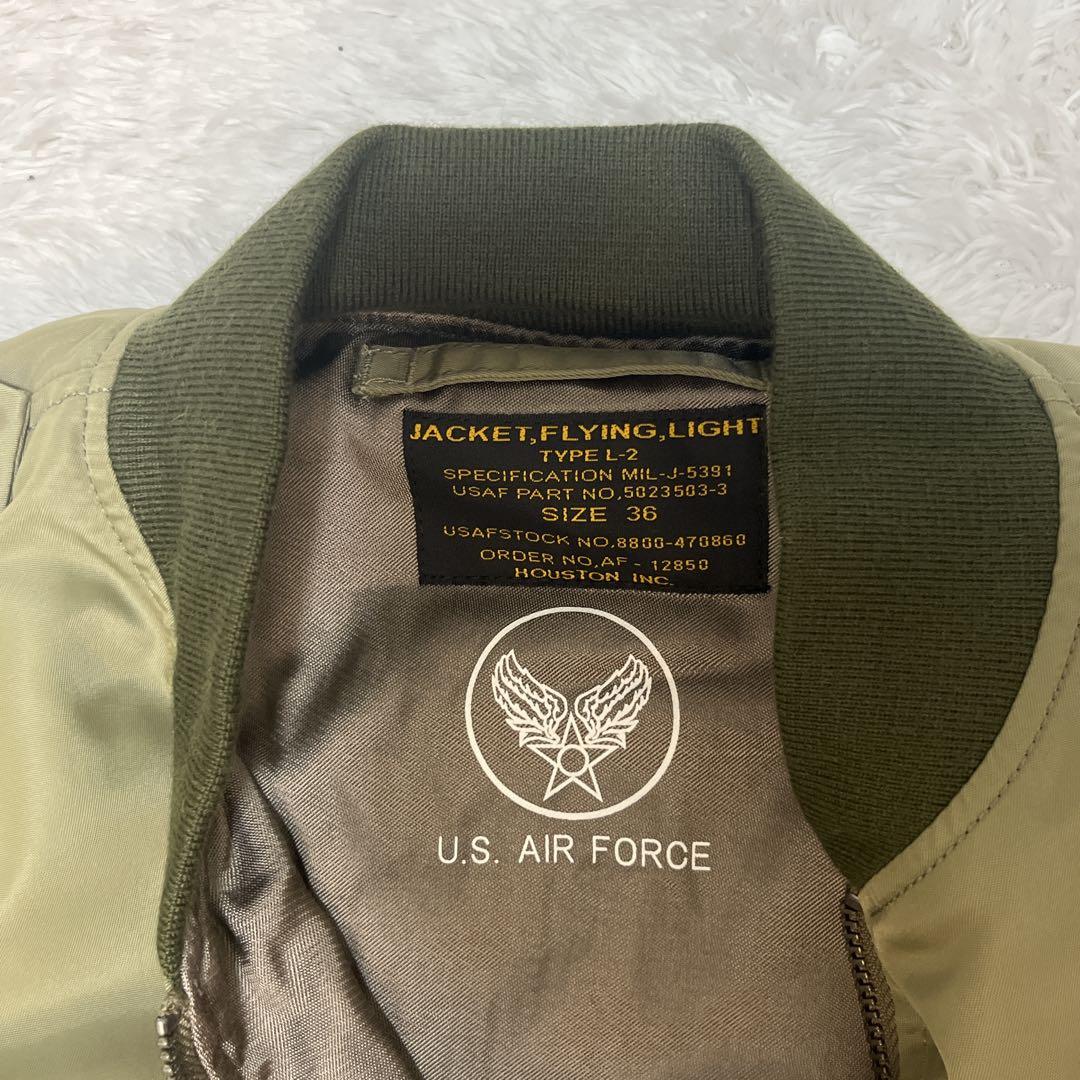 JACKET,FLYING,LIGHT
TYPE L-2
SPECIFICATION MIL-J-5391
USAF PART NO,5023503-3
SIZE 36
USAFSTOCK NO.8800-470860
ORDER NO,AF - 12850
HOUSTON INC.
U.S. AIR FORCE